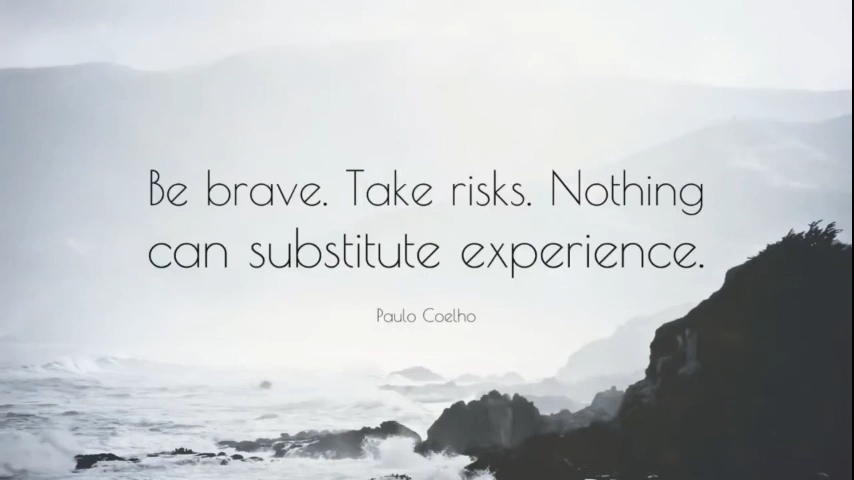 Be brave. Take risks. Nothing
can substitute experience.
Paulo Coelho